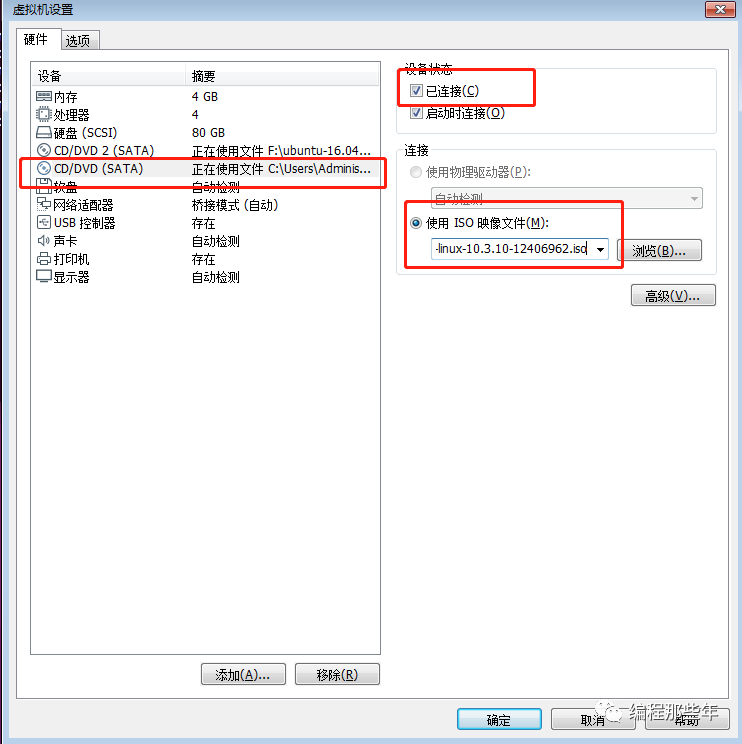 虚拟机设置
硬件 选项
设备 摘要
内存 4 GB
处理器 4
硬盘 (SCSI) 80 GB
CD/DVD 2 (SATA) 正在使用文件 F:\ubuntu-16.04...
CD/DVD (SATA) 正在使用文件 C:\Users\Adminis...
软盘 自动检测
网络适配器 桥接模式 (自动)
USB 控制器 存在
声卡 自动检测
打印机 存在
显示器 自动检测
添加(A)... 移除(R)
设备状态
已连接(C)
启动时连接(O)
连接
使用物理驱动器(P):
自动检测
使用 ISO 映像文件(M):
-linux-10.3.10-12406962.iso 浏览(B)...
高级(V)...
确定 取消 帮助
编程那些年